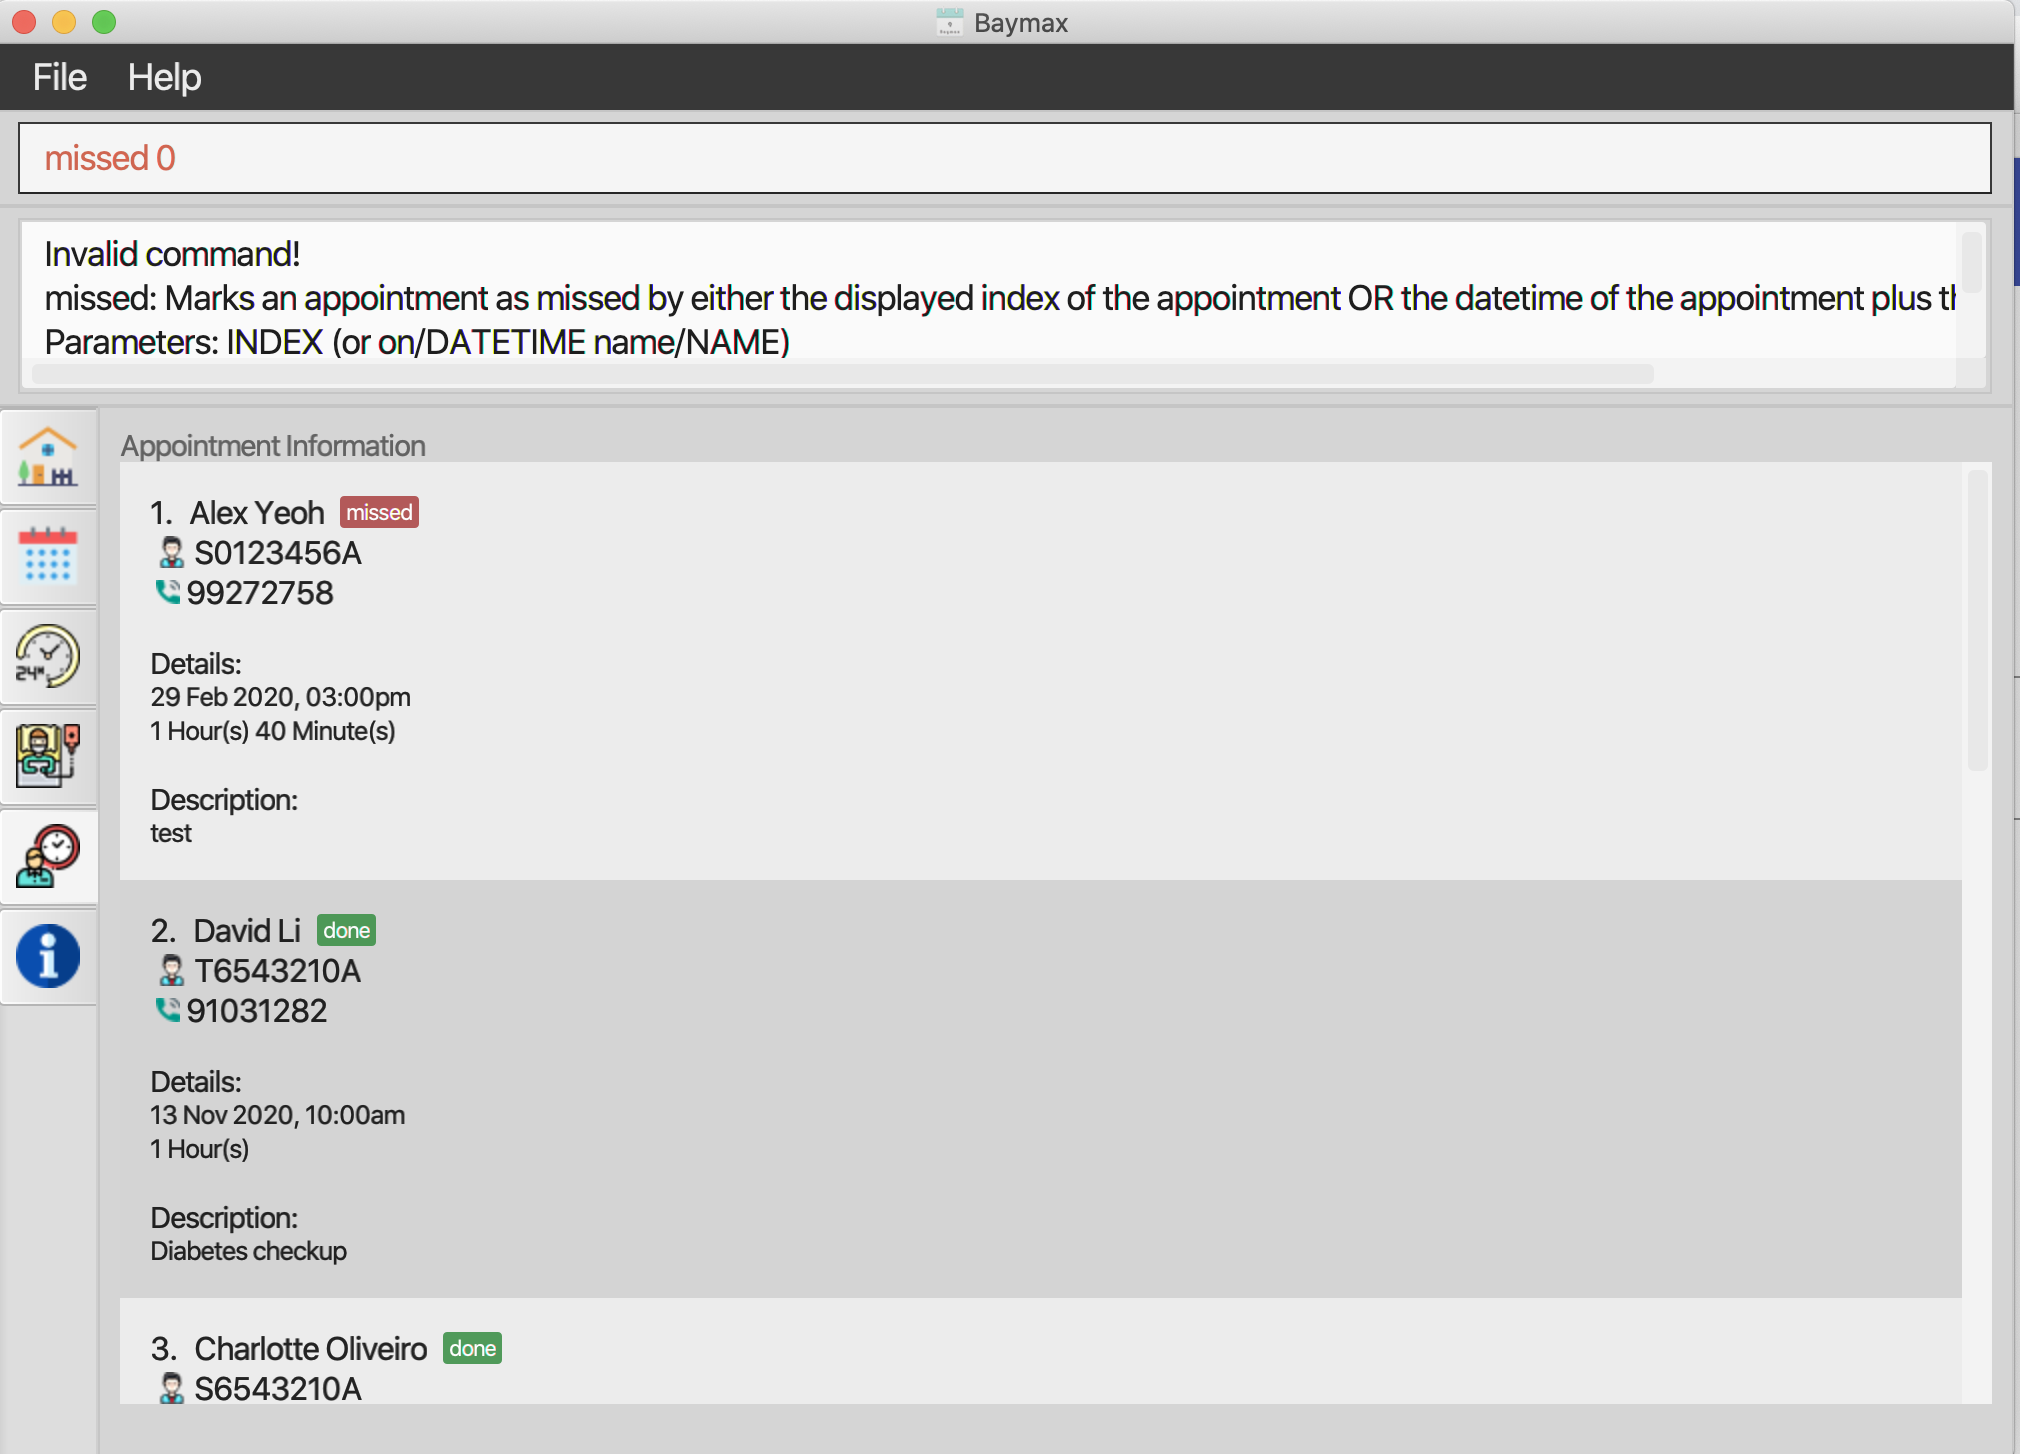 Baymax
File Help
missed 0
Invalid command!
missed: Marks an appointment as missed by either the displayed index of the appointment OR the datetime of the appointment plus
Parameters: INDEX (or on/DATETIME name/NAME)
Appointment Information
1. Alex Yeoh missed
S0123456A
99272758
Details:
29 Feb 2020, 03:00pm
1 Hour(s) 40 Minute(s)
Description:
test
2. David Li done
T6543210A
91031282
Details:
13 Nov 2020, 10:00am
1 Hour(s)
Description:
Diabetes checkup
3. Charlotte Oliveiro done
S6543210A